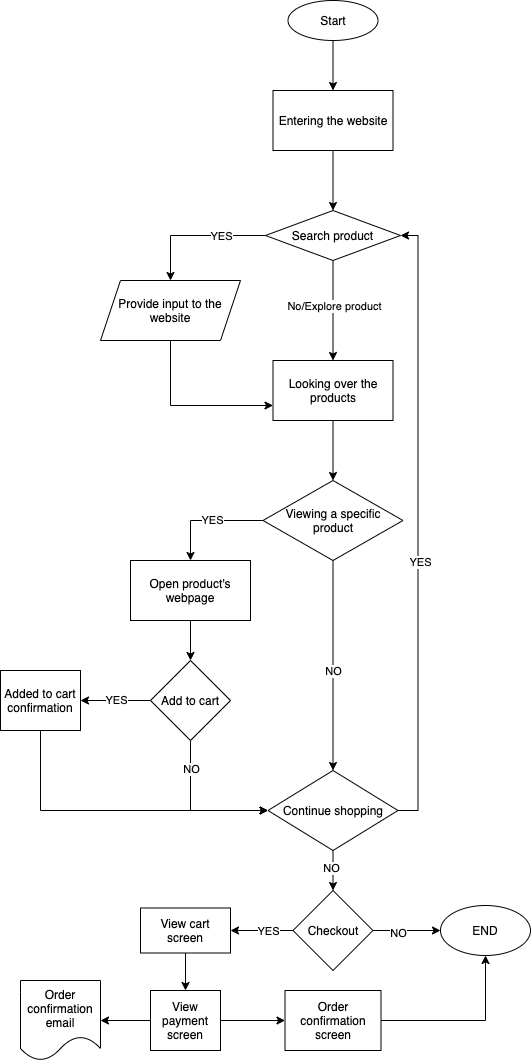 Start
Entering the website
Search product
YES
No/Explore product
Provide input to the
website
Looking over the
products
Viewing a specific
product
YES
YES
Open product's
webpage
NO
Added to cart
confirmation
YES
Add to cart
NO
Continue shopping
NO
View cart
screen
YES
Checkout
NO
END
Order
confirmation
email
View
payment
screen
Order
confirmation
screen